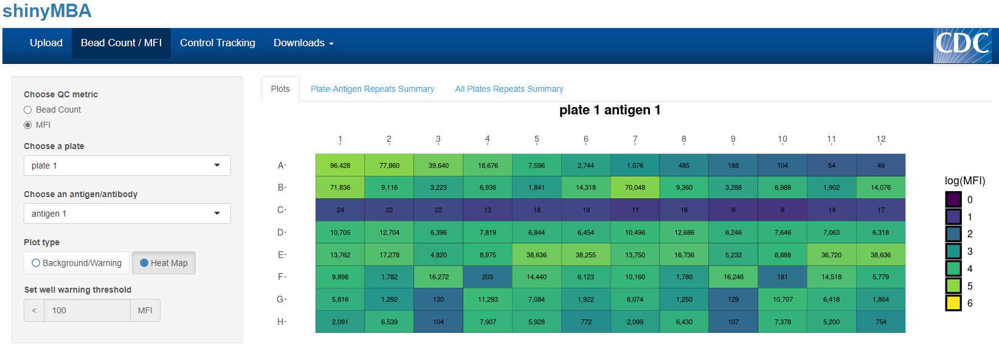 shinyMBA
Upload Bead Count / MFI Control Tracking Downloads CDC
Choose QC metric
Bead Count
MFI
Choose a plate
plate 1
Choose an antigen/antibody
antigen 1
Plot type
Background/Warning Heat Map
Set well warning threshold
< 100 MFI
Plots Plate-Antigen Repeats Summary All Plates Repeats Summary
plate 1 antigen 1
1 2 3 4 5 6 7 8 9 10 11 12
A- 96,428 77,860 39,640 18,676 7,596 2,744 1,076 485 188 104 54 49
B- 71,836 9,116 3,223 6,936 1,841 14,318 70,048 9,360 3,288 6,988 1,902 14,076
C- 24 22 22 13 18 19 11 16 9 8 14 17
D- 10,705 12,704 6,396 7,819 6,844 6,454 10,496 12,686 6,246 7,646 7,063 6,318
E- 13,762 17,278 4,820 8,975 38,636 38,255 13,750 16,736 5,232 8,888 36,720 38,636
F- 9,898 1,782 16,272 203 14,440 6,123 10,160 1,780 16,246 181 14,518 5,779
G- 5,816 1,292 130 11,293 7,084 1,922 6,074 1,250 129 10,707 6,418 1,864
H- 2,091 6,539 104 7,907 5,928 772 2,099 6,430 107 7,378 5,200 754
log(MFI)
0
1
2
3
4
5
6